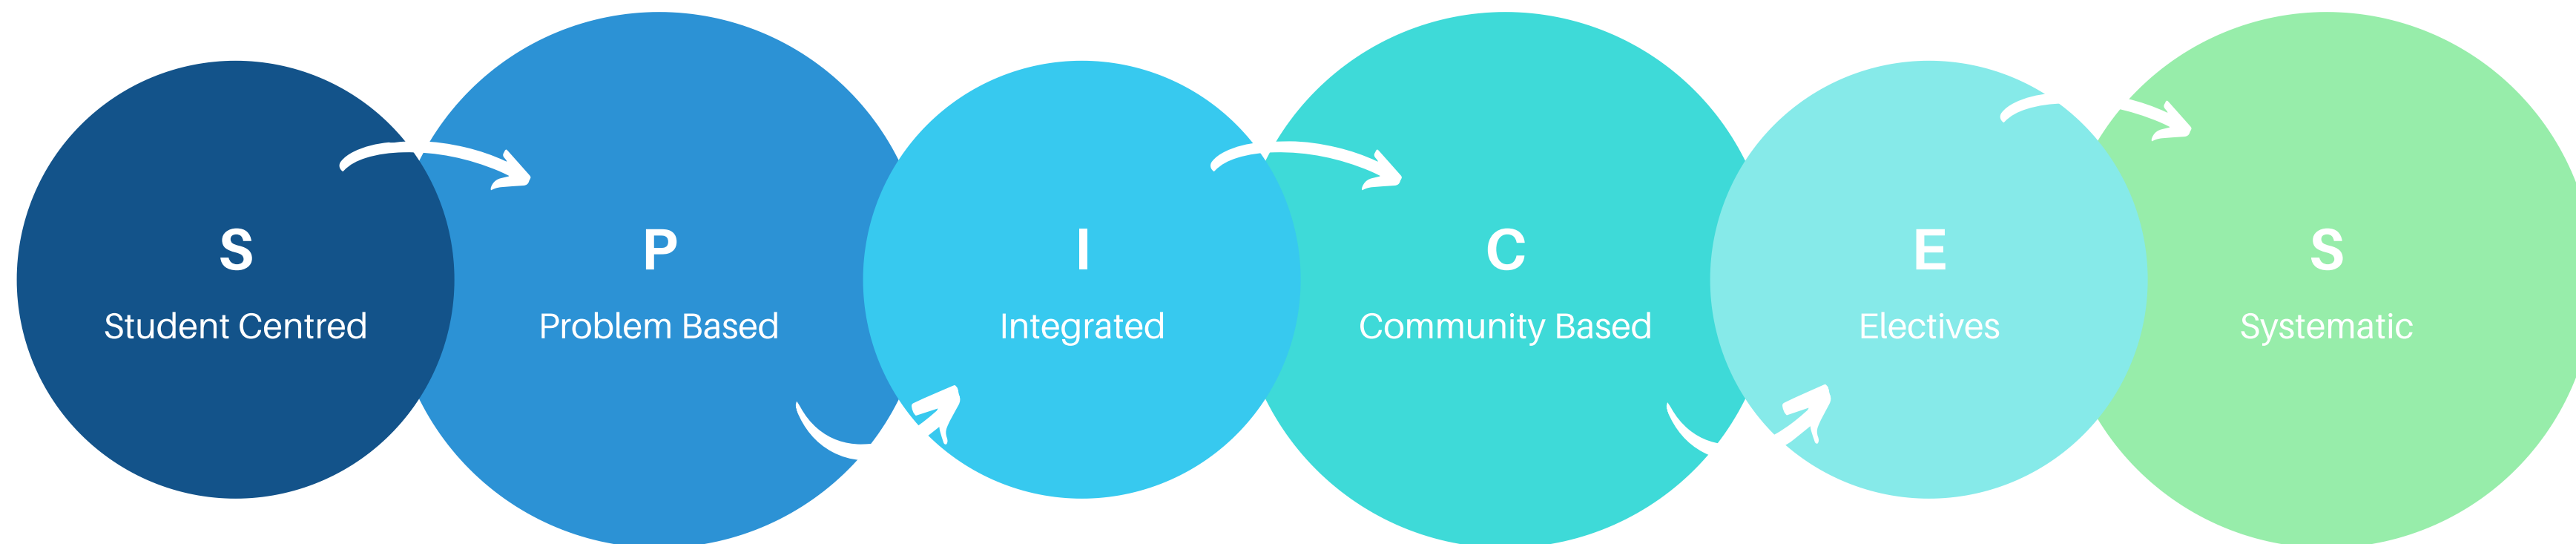 S
Student Centred
P
Problem Based
I
Integrated
C
Community Based
E
Electives
S
Systematic